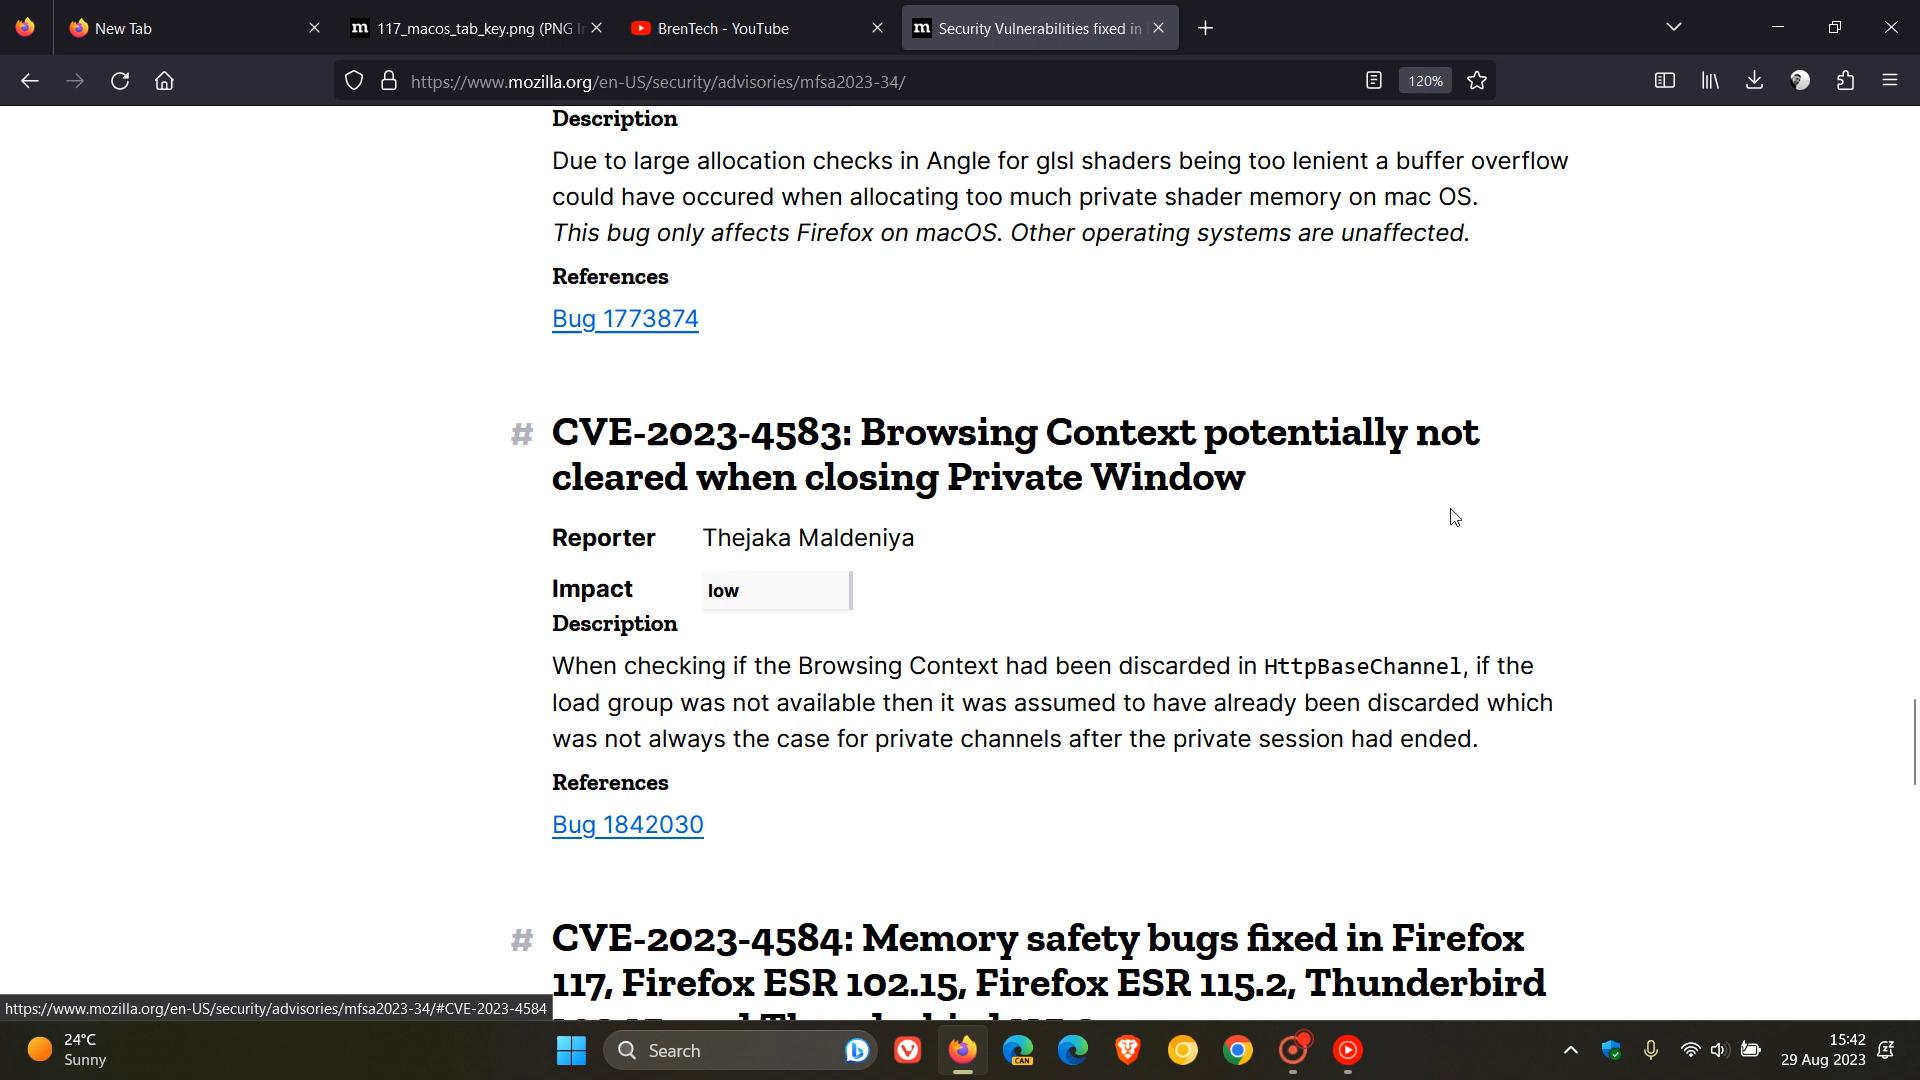 New Tab
117_macos_tab_key.png (PNG I
BrenTech - YouTube
Security Vulnerabilities fixed in
https://www.mozilla.org/en-US/security/advisories/mfsa2023-34/
120%
Description
Due to large allocation checks in Angle for glsl shaders being too lenient a buffer overflow
could have occured when allocating too much private shader memory on mac OS.
This bug only affects Firefox on macOS. Other operating systems are unaffected.
References
Bug 1773874
# CVE-2023-4583: Browsing Context potentially not
cleared when closing Private Window
Reporter Thejaka Maldeniya
Impact low
Description
When checking if the Browsing Context had been discarded in HttpBaseChannel, if the
load group was not available then it was assumed to have already been discarded which
was not always the case for private channels after the private session had ended.
References
Bug 1842030
# CVE-2023-4584: Memory safety bugs fixed in Firefox
117, Firefox ESR 102.15, Firefox ESR 115.2, Thunderbird
https://www.mozilla.org/en-US/security/advisories/mfsa2023-34/#CVE-2023-4584
24°C
Sunny
Search
CAN
15:42
29 Aug 2023